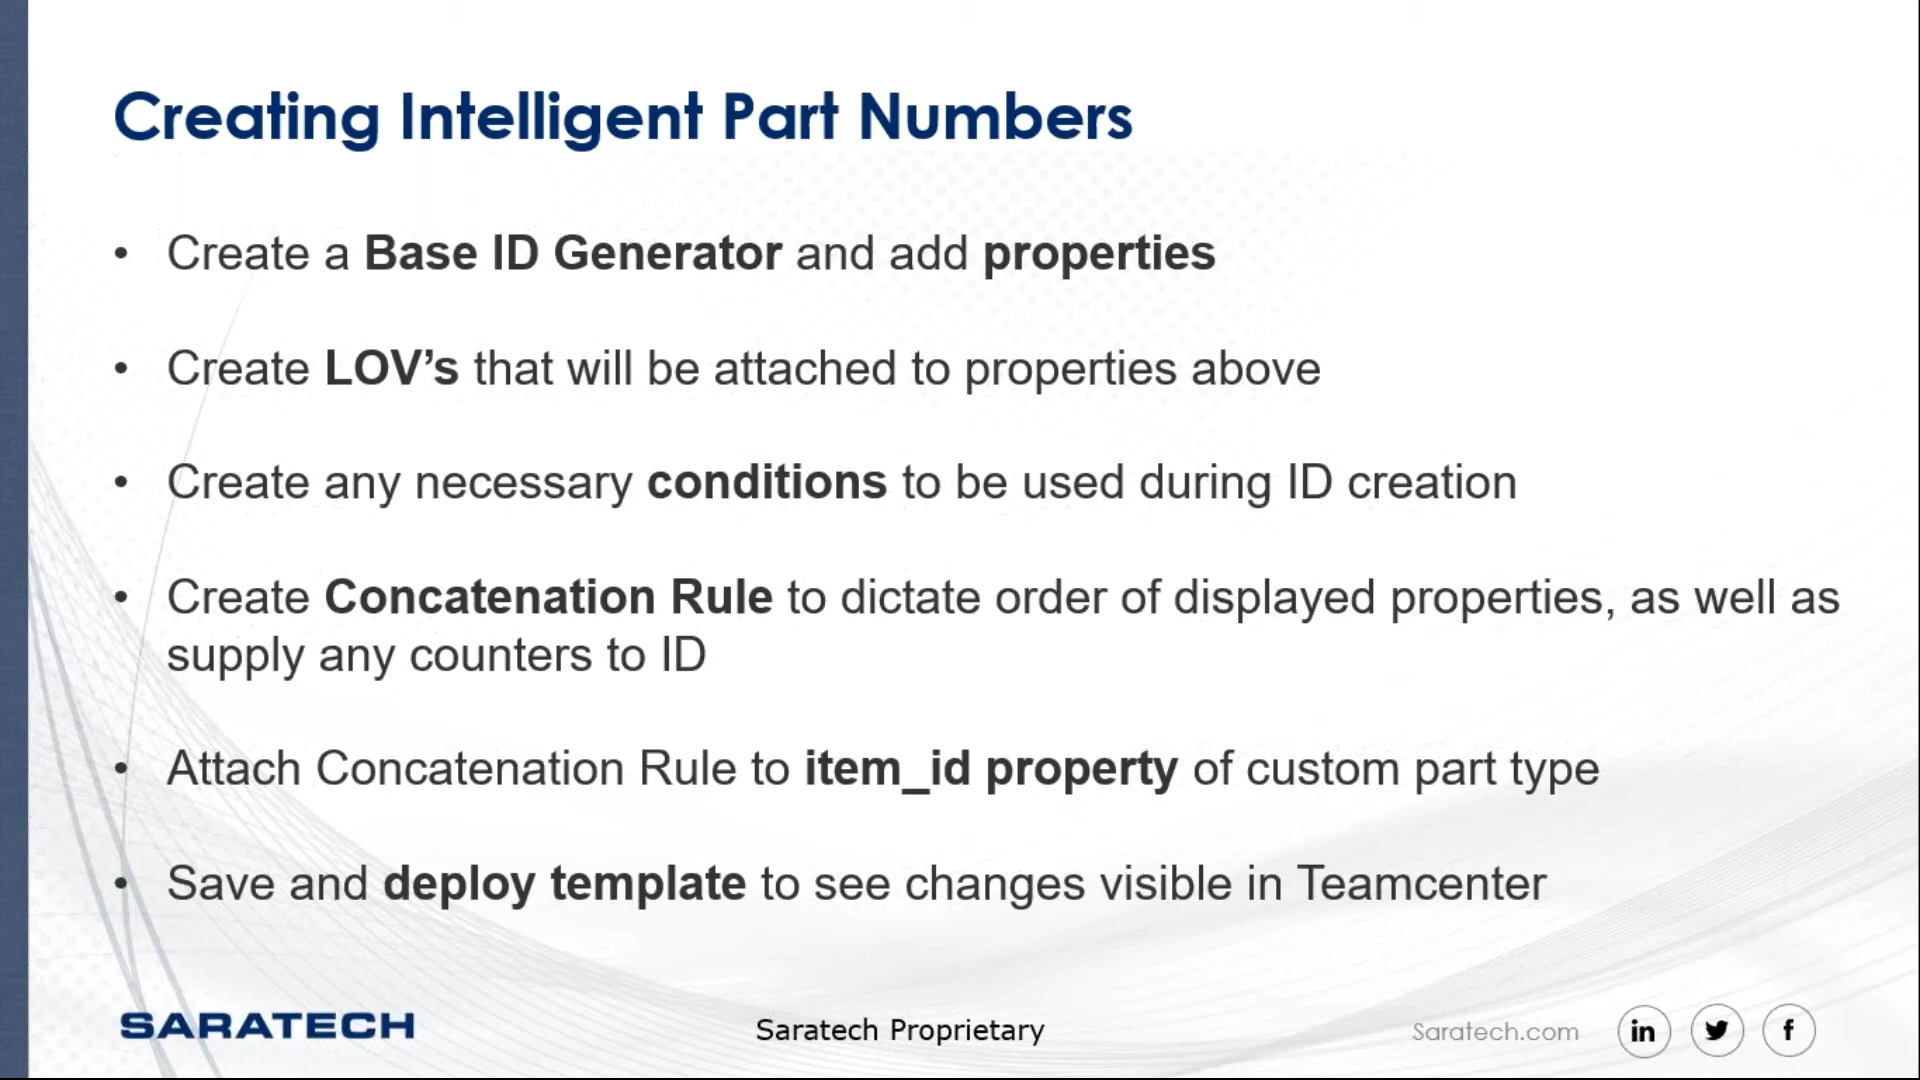 Creating Intelligent Part Numbers
• Create a Base ID Generator and add properties
• Create LOV’s that will be attached to properties above
• Create any necessary conditions to be used during ID creation
• Create Concatenation Rule to dictate order of displayed properties, as well as
supply any counters to ID
• Attach Concatenation Rule to item_id property of custom part type
• Save and deploy template to see changes visible in Teamcenter
SARATECH
Saratech Proprietary
Saratech.com
in
f